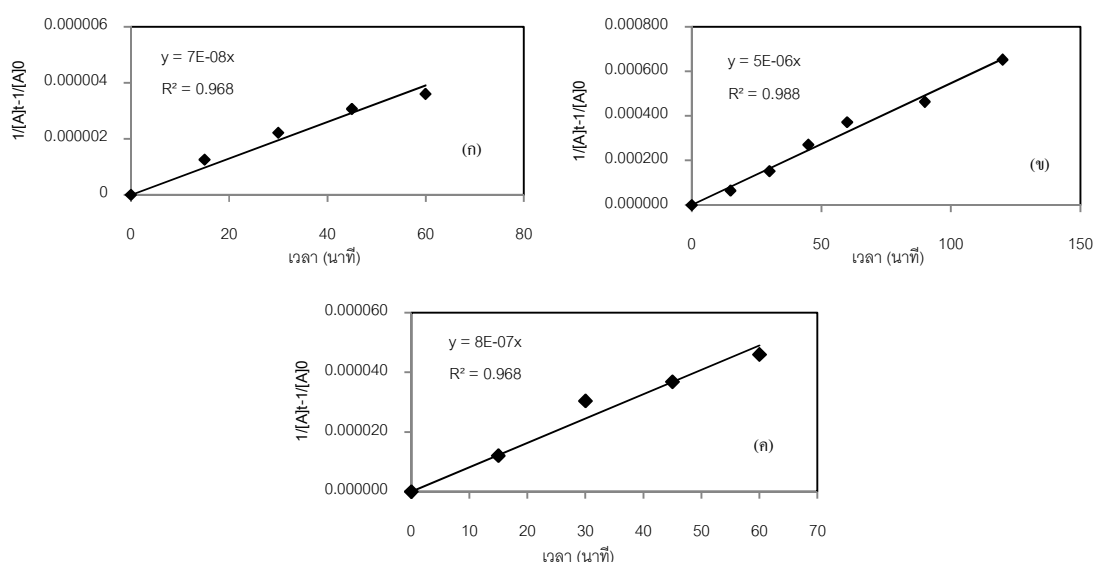 0.000006
0.000004
0.000002
0
1/[A]t-1/[A]0
y = 7E-08x
R² = 0.968
(ก)
0 20 40 60 80
เวลา (นาที)
0.000800
0.000600
0.000400
0.000200
0.000000
1/[A]t-1/[A]0
y = 5E-06x
R² = 0.988
(ข)
0 50 100 150
เวลา (นาที)
0.000060
0.000040
0.000020
0.000000
1/[A]t-1/[A]0
y = 8E-07x
R² = 0.968
(ค)
0 10 20 30 40 50 60 70
เวลา (นาที)